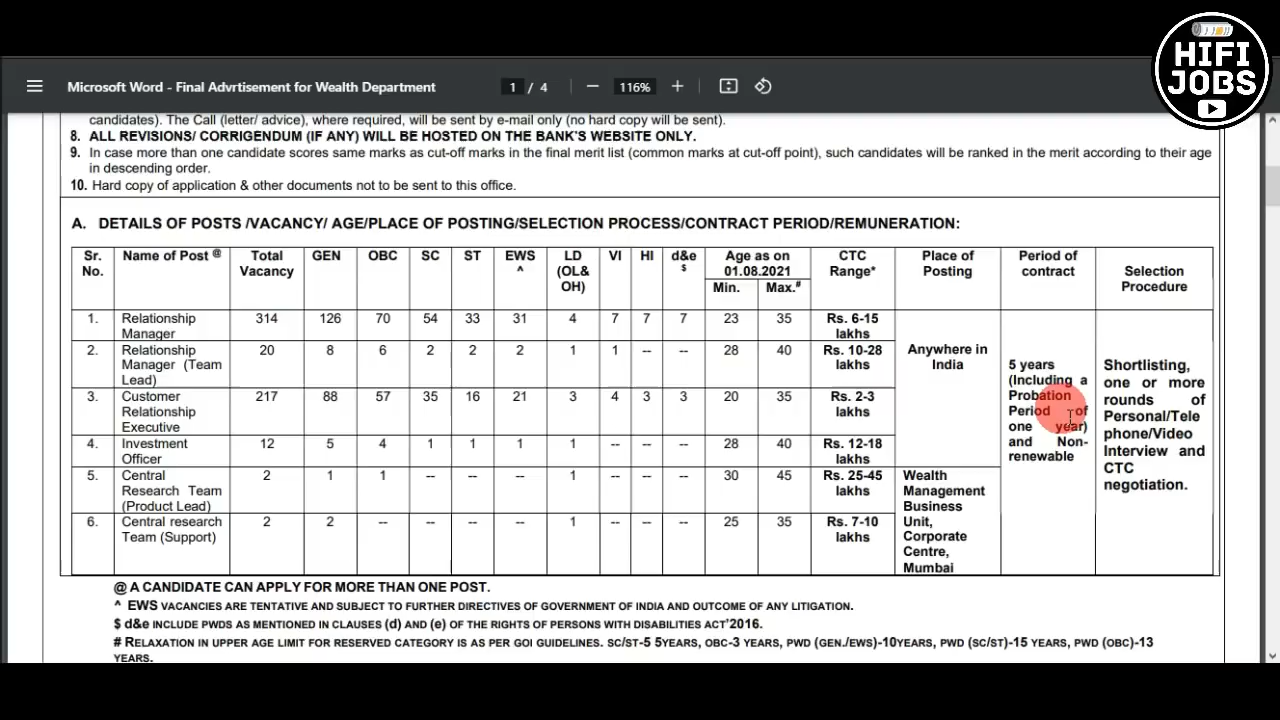 HIFI
JOBS
Microsoft Word - Final Advrtisement for Wealth Department
1 / 4
116%
candidates). The Call (letter/ advice), where required, will be sent by e-mail only (no hard copy will be sent).
8. ALL REVISIONS/ CORRIGENDUM (IF ANY) WILL BE HOSTED ON THE BANK'S WEBSITE ONLY.
9. In case more than one candidate scores same marks as cut-off marks in the final merit list (common marks at cut-off point), such candidates will be ranked in the merit according to their age
in descending order.
10. Hard copy of application & other documents not to be sent to this office.
A. DETAILS OF POSTS /VACANCY/ AGE/PLACE OF POSTING/SELECTION PROCESS/CONTRACT PERIOD/REMUNERATION:
Sr. No. Name of Post @ Total Vacancy GEN OBC SC ST EWS ^ LD (OL& OH) VI HI d&e $ Age as on 01.08.2021 Min. Max.# CTC Range* Place of Posting Period of contract Selection Procedure
1. Relationship Manager 314 126 70 54 33 31 4 7 7 7 23 35 Rs. 6-15 lakhs
2. Relationship Manager (Team Lead) 20 8 6 2 2 2 1 1 -- -- 28 40 Rs. 10-28 lakhs
3. Customer Relationship Executive 217 88 57 35 16 21 3 4 3 3 20 35 Rs. 2-3 lakhs
4. Investment Officer 12 5 4 1 1 1 1 -- -- -- 28 40 Rs. 12-18 lakhs
5. Central Research Team (Product Lead) 2 1 1 -- -- -- 1 -- -- -- 30 45 Rs. 25-45 lakhs
6. Central research Team (Support) 2 2 -- -- -- -- 1 -- -- -- 25 35 Rs. 7-10 lakhs
Anywhere in
India
Wealth
Management
Business
Unit,
Corporate
Centre,
Mumbai
5 years
(Including a
Probation
Period of
one year)
and Non-
renewable
Shortlisting,
one or more
rounds of
Personal/Tele
phone/Video
Interview and
CTC
negotiation.
@ A CANDIDATE CAN APPLY FOR MORE THAN ONE POST.
^ EWS VACANCIES ARE TENTATIVE AND SUBJECT TO FURTHER DIRECTIVES OF GOVERNMENT OF INDIA AND OUTCOME OF ANY LITIGATION.
$ d&e INCLUDE PWDS AS MENTIONED IN CLAUSES (d) AND (e) OF THE RIGHTS OF PERSONS WITH DISABILITIES ACT'2016.
# RELAXATION IN UPPER AGE LIMIT FOR RESERVED CATEGORY IS AS PER GOI GUIDELINES. SC/ST-5 5YEARS, OBC-3 YEARS, PWD (GEN./EWS)-10YEARS, PWD (SC/ST)-15 YEARS, PWD (OBC)-13
YEARS.